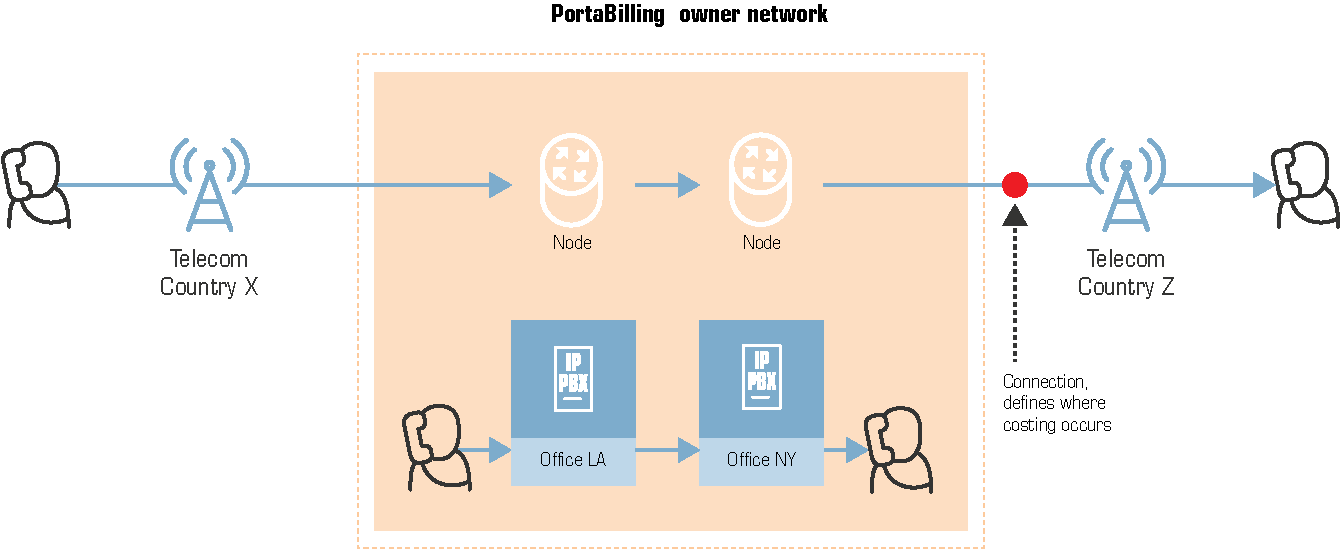 PortaBilling owner network
Node
Node
Telecom
Country X
Telecom
Country Z
IP
PBX
IP
PBX
Connection,
defines where
costing occurs
Office LA
Office NY